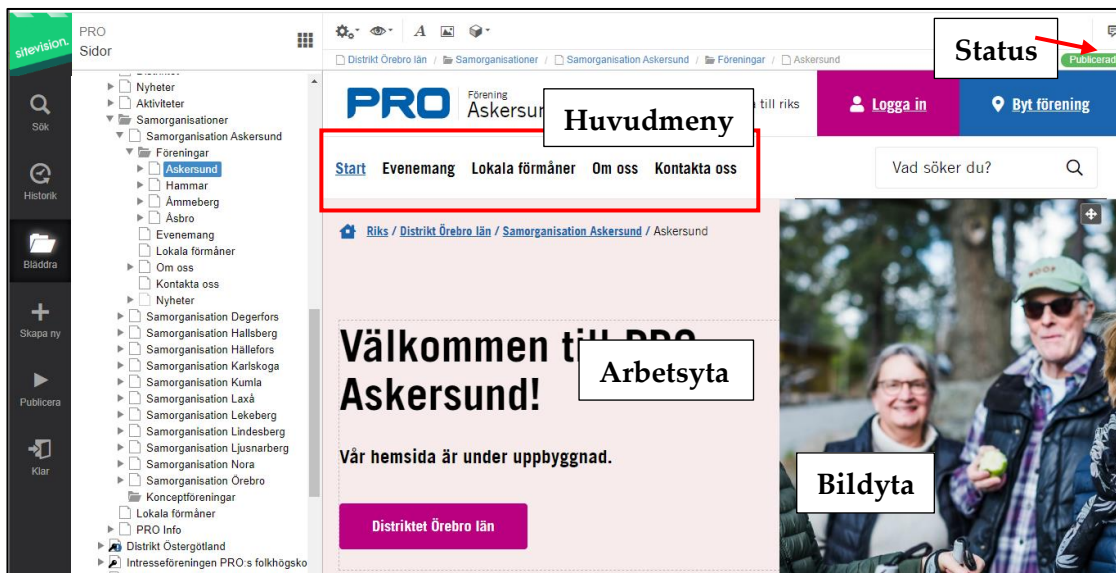 sitevision.
PRO
Sidor
Sök
Historik
Bläddra
Skapa ny
Publicera
Klar
Nyheter
Aktiviteter
Samorganisationer
Samorganisation Askersund
Föreningar
Askersund
Hammar
Åmmeberg
Åsbro
Evenemang
Lokala förmåner
Om oss
Kontakta oss
Nyheter
Samorganisation Degerfors
Samorganisation Hallsberg
Samorganisation Hällefors
Samorganisation Karlskoga
Samorganisation Kumla
Samorganisation Laxå
Samorganisation Lekeberg
Samorganisation Lindesberg
Samorganisation Ljusnarberg
Samorganisation Nora
Samorganisation Örebro
Konceptföreningar
Lokala förmåner
PRO Info
Distrikt Östergötland
Intresseföreningen PRO:s folkhögsko
A
Distrikt Örebro län / Samorganisationer / Samorganisation Askersund / Föreningar / Askersund
Status
Publicerad
PRO Förening
Askersun
till riks
Logga in
Byt förening
Huvudmeny
Start Evenemang Lokala förmåner Om oss Kontakta oss
Vad söker du?
Riks / Distrikt Örebro län / Samorganisation Askersund / Askersund
Välkommen till PRO
Askersund!
Arbetsyta
Vår hemsida är under uppbyggnad.
Bildyta
Distriktet Örebro län